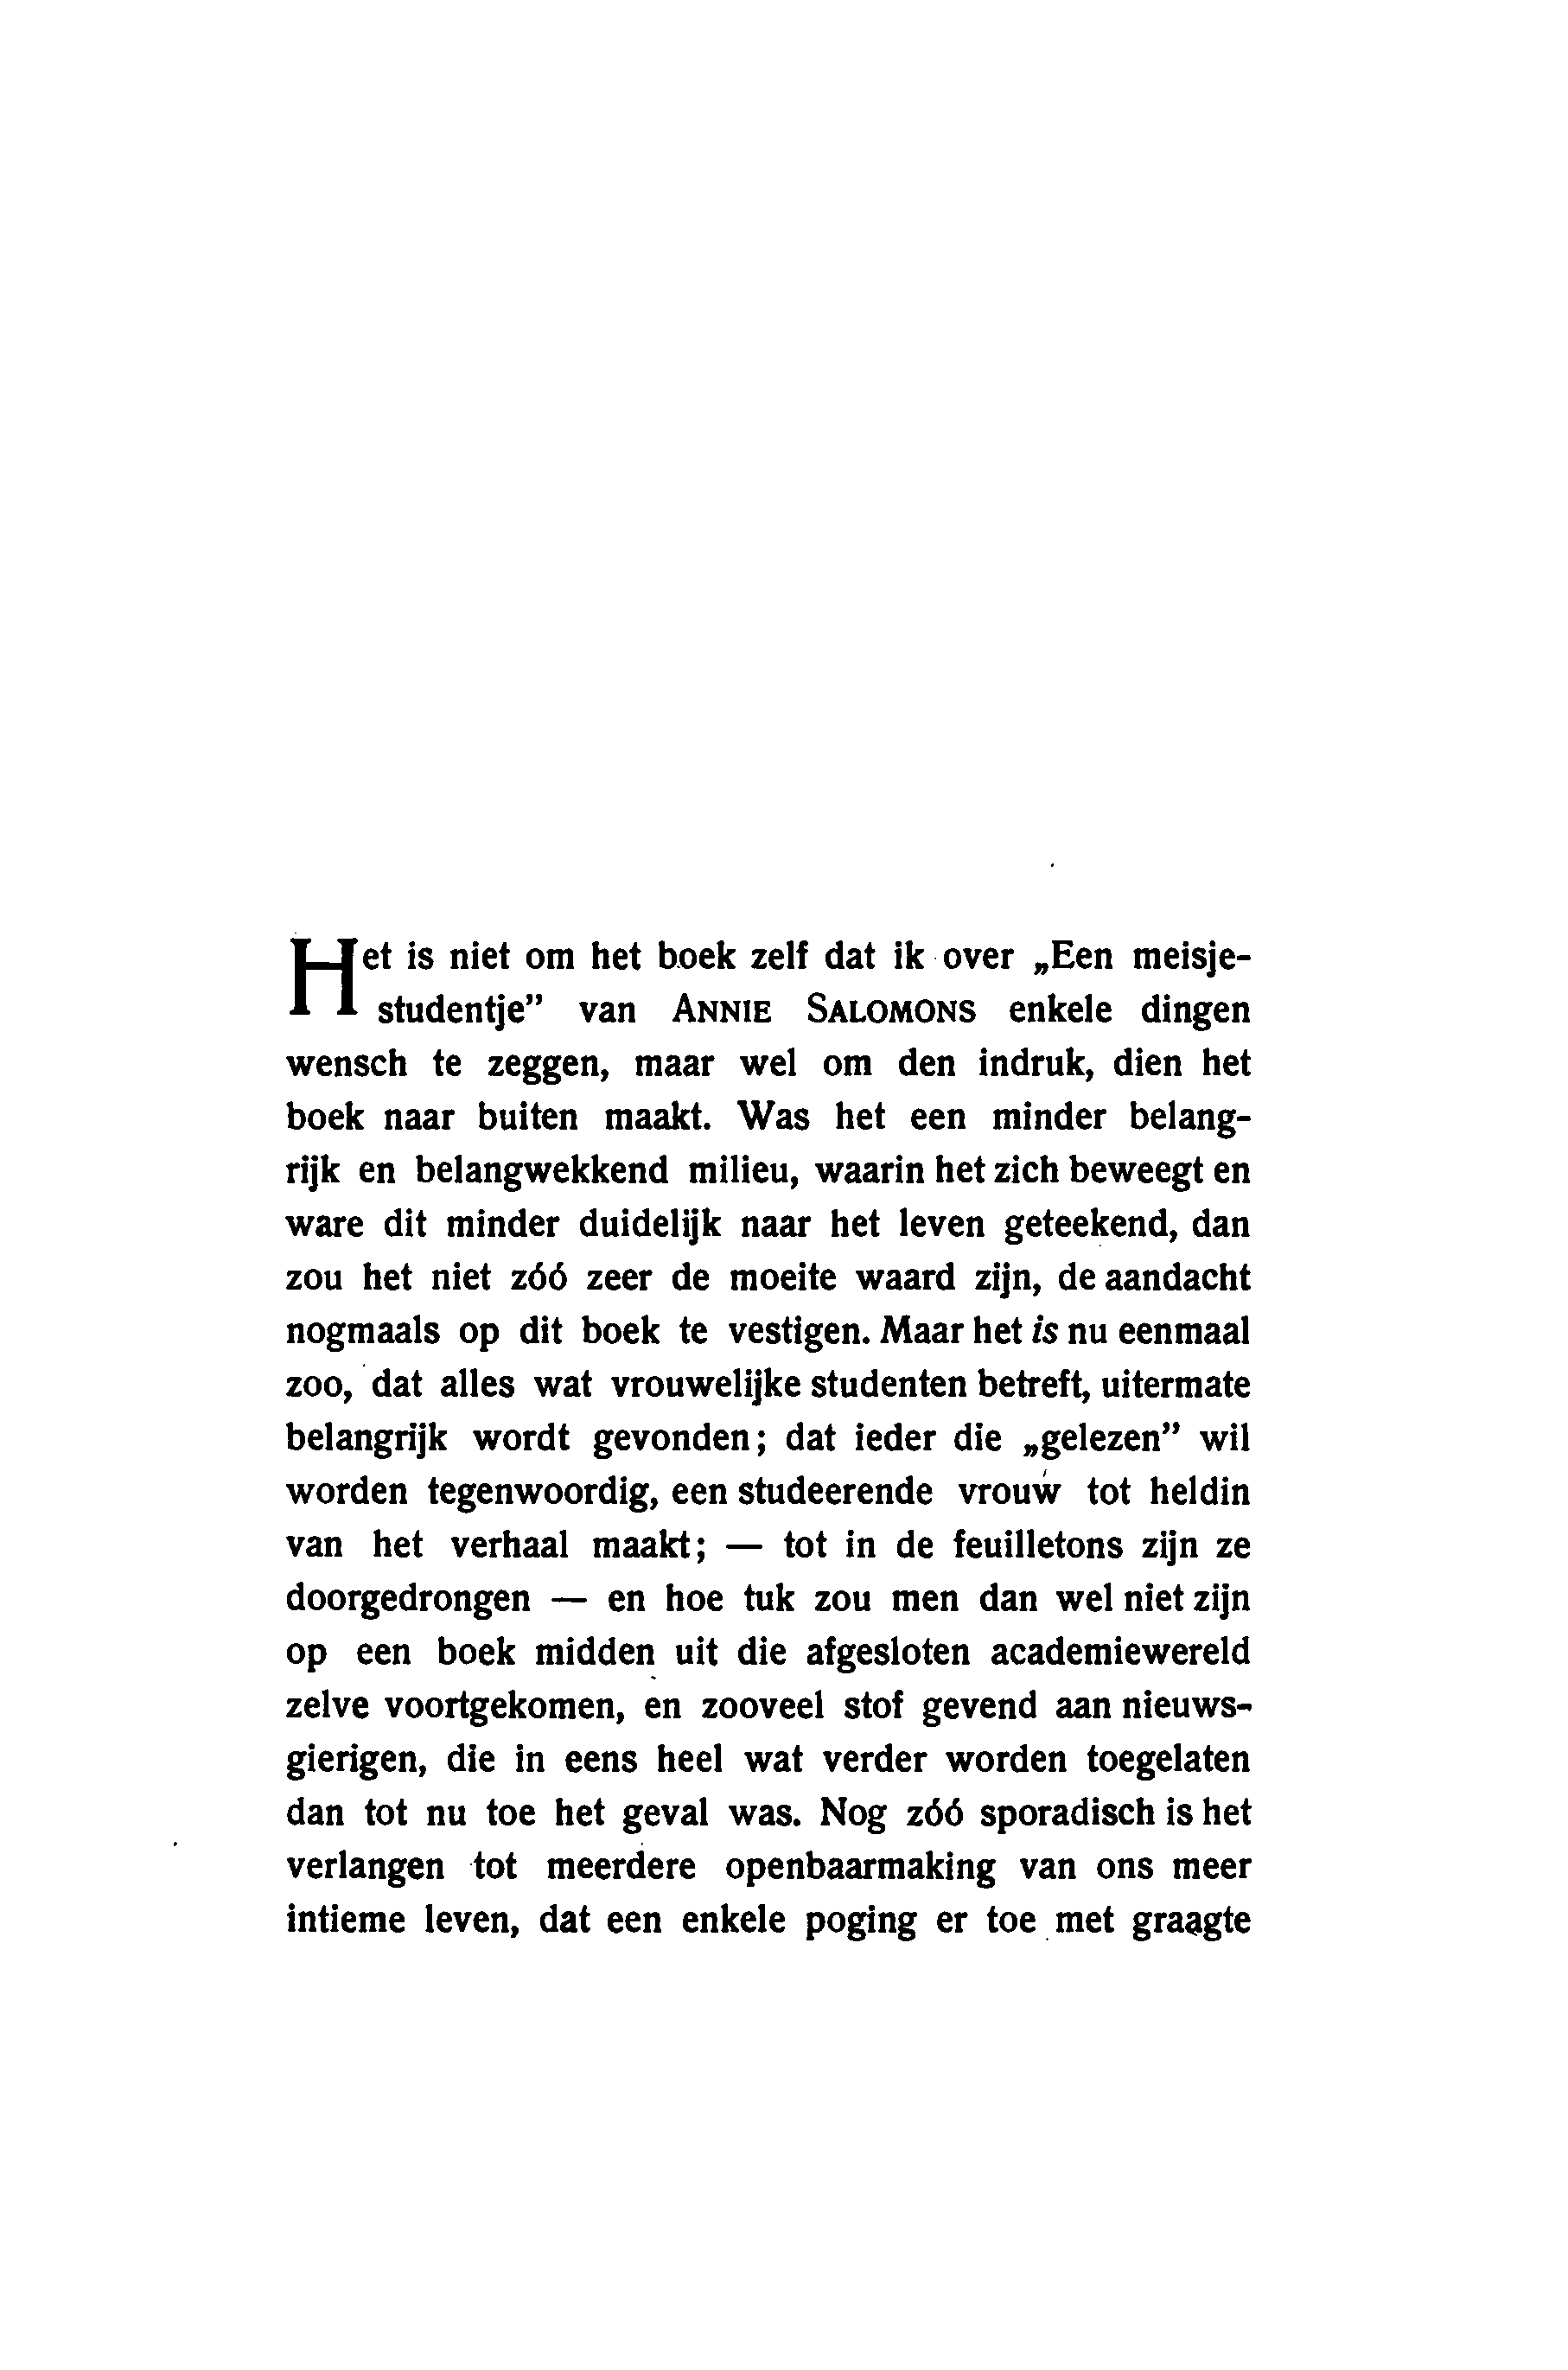 Het is niet om het boek zelf dat ik over „Een meisje-
studentje” van ANNIE SALOMONS enkele dingen
wensch te zeggen, maar wel om den indruk, dien het
boek naar buiten maakt. Was het een minder belang-
rijk en belangwekkend milieu, waarin het zich beweegt en
ware dit minder duidelijk naar het leven geteekend, dan
zou het niet zóó zeer de moeite waard zijn, de aandacht
nogmaals op dit boek te vestigen. Maar het is nu eenmaal
zoo, dat alles wat vrouwelijke studenten betreft, uitermate
belangrijk wordt gevonden; dat ieder die „gelezen” wil
worden tegenwoordig, een studeerende vrouw tot heldin
van het verhaal maakt; — tot in de feuilletons zijn ze
doorgedrongen — en hoe tuk zou men dan wel niet zijn
op een boek midden uit die afgesloten academiewereld
zelve voortgekomen, en zooveel stof gevend aan nieuws-
gierigen, die in eens heel wat verder worden toegelaten
dan tot nu toe het geval was. Nog zóó sporadisch is het
verlangen tot meerdere openbaarmaking van ons meer
intieme leven, dat een enkele poging er toe met graagte